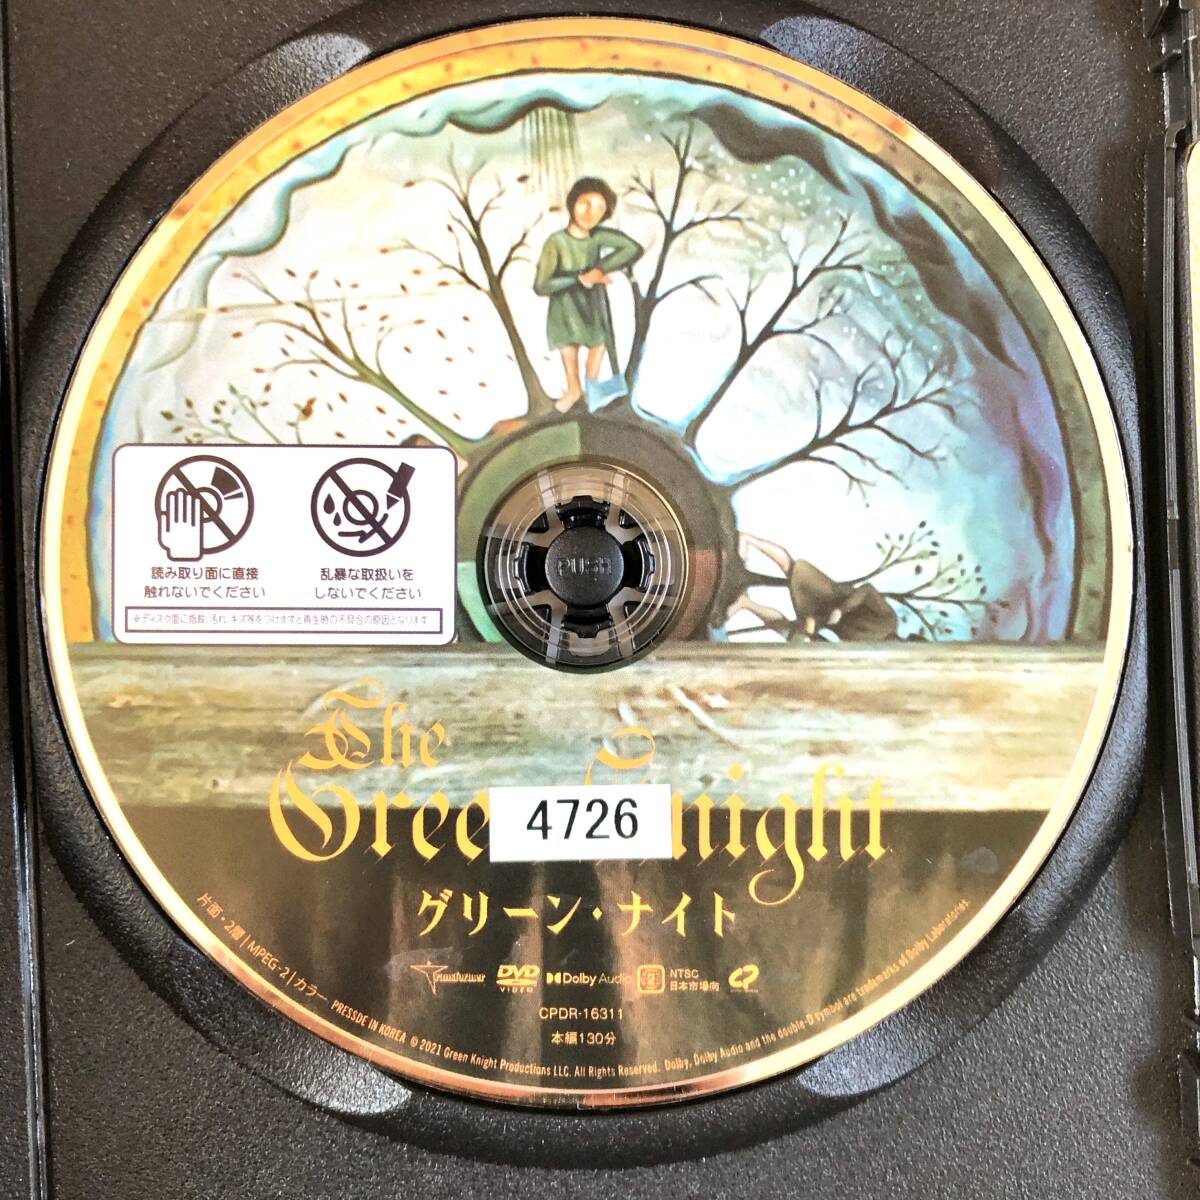 読み取り面に直接
触れないでください
乱暴な取扱いを
しないでください
※ディスク面に指紋、汚れ、キズ等をつけますと再生時の不具合の原因となります
PUSH
The
Green Knight
4726
グリーン・ナイト
Transformer
DVD
VIDEO
Dolby Audio
2
NTSC
日本市場向
CPDR-16311
本編130分
片面・2層 | MPEG-2 | カラー PRESSDE IN KOREA © 2021 Green Knight Productions LLC. All Rights Reserved. Dolby, Dolby Audio and the double-D symbol are trademarks of Dolby Laboratories.